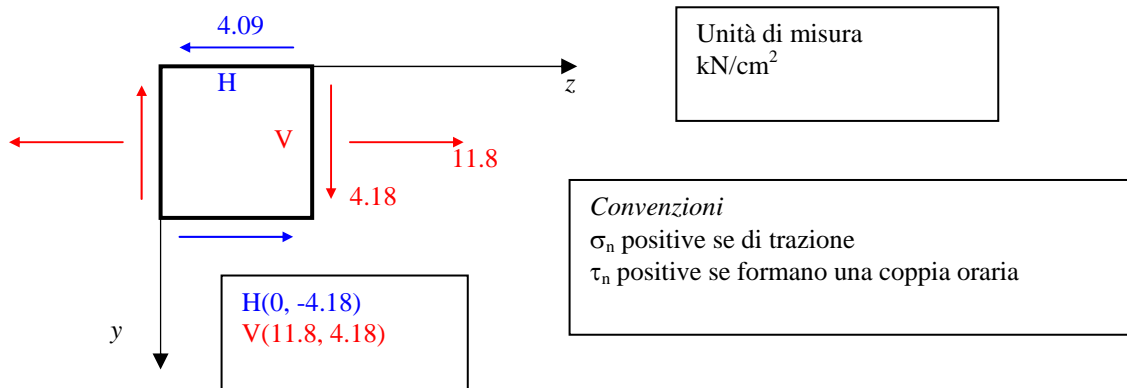 4.09
H
z
V
11.8
4.18
y
H(0, -4.18)
V(11.8, 4.18)
Unità di misura
kN/cm²
Convenzioni
σn positive se di trazione
τn positive se formano una coppia oraria